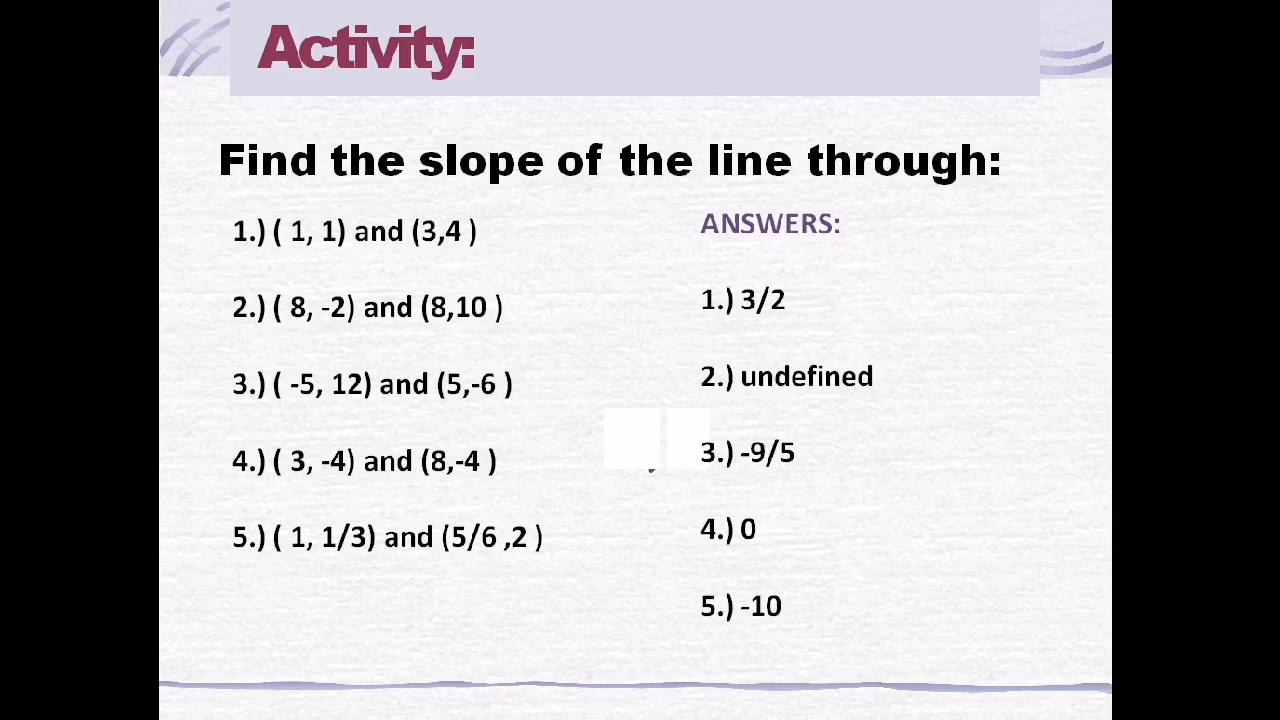 Activity:
Find the slope of the line through:
1.) ( 1, 1) and (3,4 )
2.) ( 8, -2) and (8,10 )
3.) ( -5, 12) and (5,-6 )
4.) ( 3, -4) and (8,-4 )
5.) ( 1, 1/3) and (5/6 ,2 )
ANSWERS:
1.) 3/2
2.) undefined
3.) -9/5
4.) 0
5.) -10